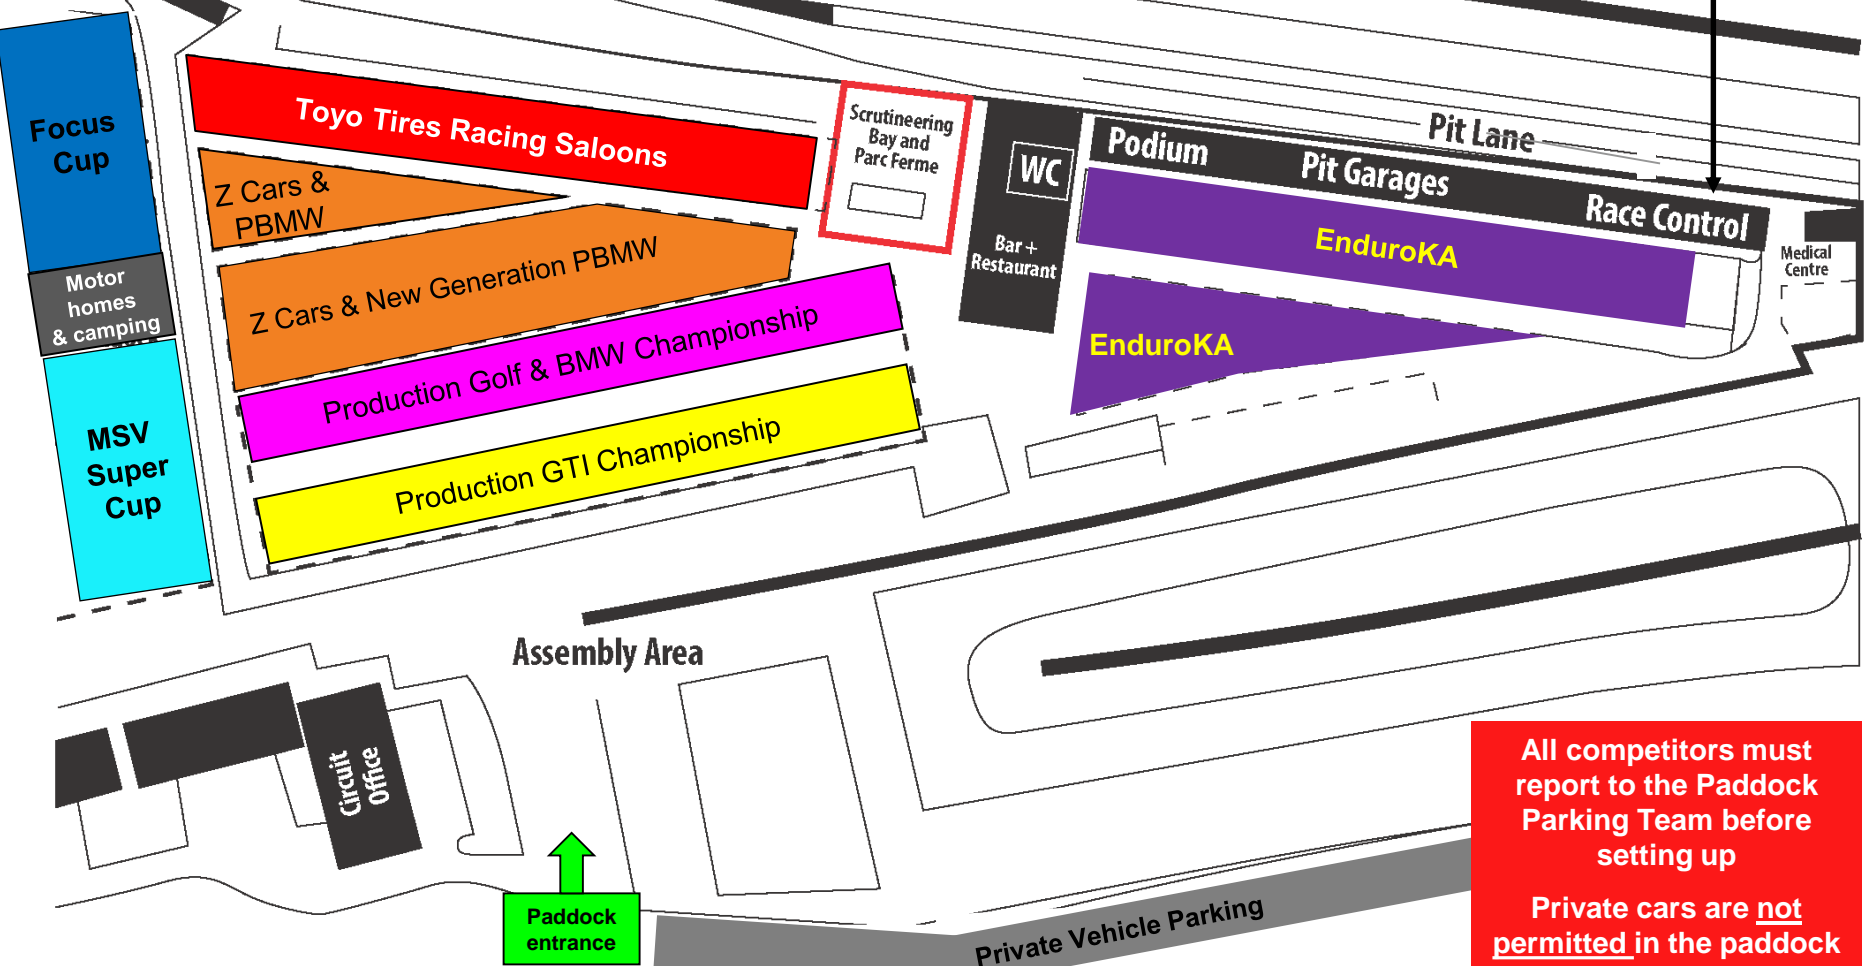 Focus
Cup
Motor
homes
& camping
MSV
Super
Cup
Toyo Tires Racing Saloons
Z Cars &
PBMW
Z Cars & New Generation PBMW
Production Golf & BMW Championship
Production GTI Championship
Scrutineering
Bay and
Parc Ferme
WC
Bar +
Restaurant
Pit Lane
Podium
Pit Garages
Race Control
EnduroKA
EnduroKA
Medical
Centre
Assembly Area
Circuit
Office
Paddock
entrance
Private Vehicle Parking
All competitors must
report to the Paddock
Parking Team before
setting up
Private cars are not
permitted in the paddock